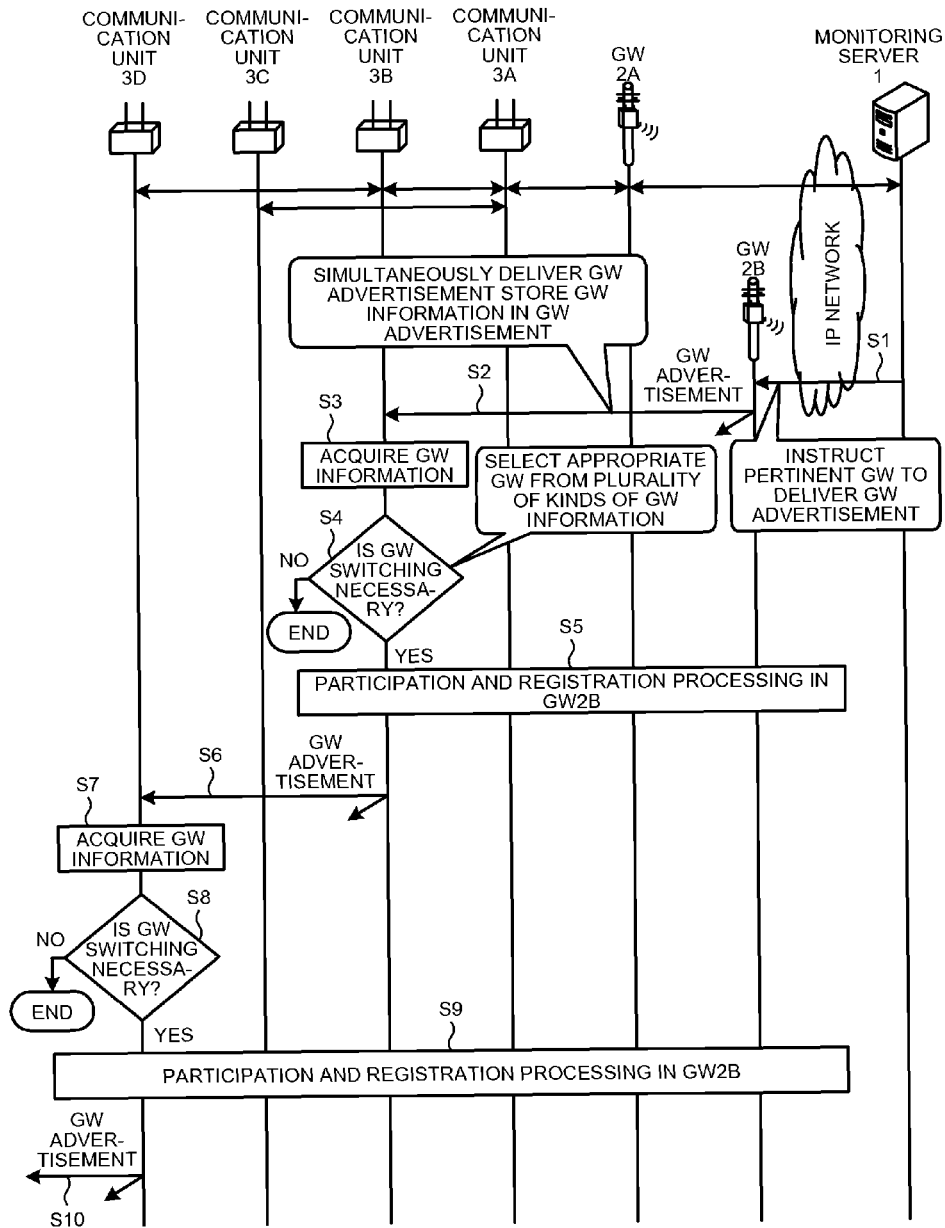 COMMUNI-
CATION
UNIT
3D
COMMUNI-
CATION
UNIT
3C
COMMUNI-
CATION
UNIT
3B
COMMUNI-
CATION
UNIT
3A
GW
2A
MONITORING
SERVER
1
GW
2B
IP NETWORK
SIMULTANEOUSLY DELIVER GW
ADVERTISEMENT STORE GW
INFORMATION IN GW
ADVERTISEMENT
S1
S2
GW
ADVER-
TISEMENT
S3
ACQUIRE GW
INFORMATION
SELECT APPROPRIATE
GW FROM PLURALITY
OF KINDS OF GW
INFORMATION
INSTRUCT
PERTINENT GW TO
DELIVER GW
ADVERTISEMENT
S4
IS GW
SWITCHING
NECESSA-
RY?
NO
END
YES
S5
PARTICIPATION AND REGISTRATION PROCESSING IN
GW2B
S6
GW
ADVER-
TISEMENT
S7
ACQUIRE GW
INFORMATION
S8
IS GW
SWITCHING
NECESSA-
RY?
NO
END
YES
S9
PARTICIPATION AND REGISTRATION PROCESSING IN GW2B
GW
ADVER-
TISEMENT
S10